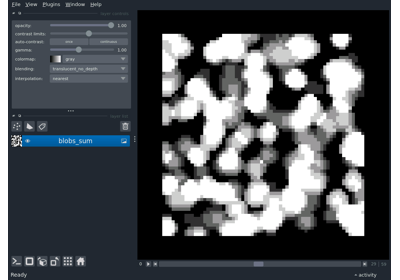 File View Plugins Window Help
opacity: 1.00
contrast limits:
auto-contrast: once continuous
gamma: 1.00
colormap: gray
blending: translucent_no_depth
interpolation: nearest
blobs_sum
Ready
activity